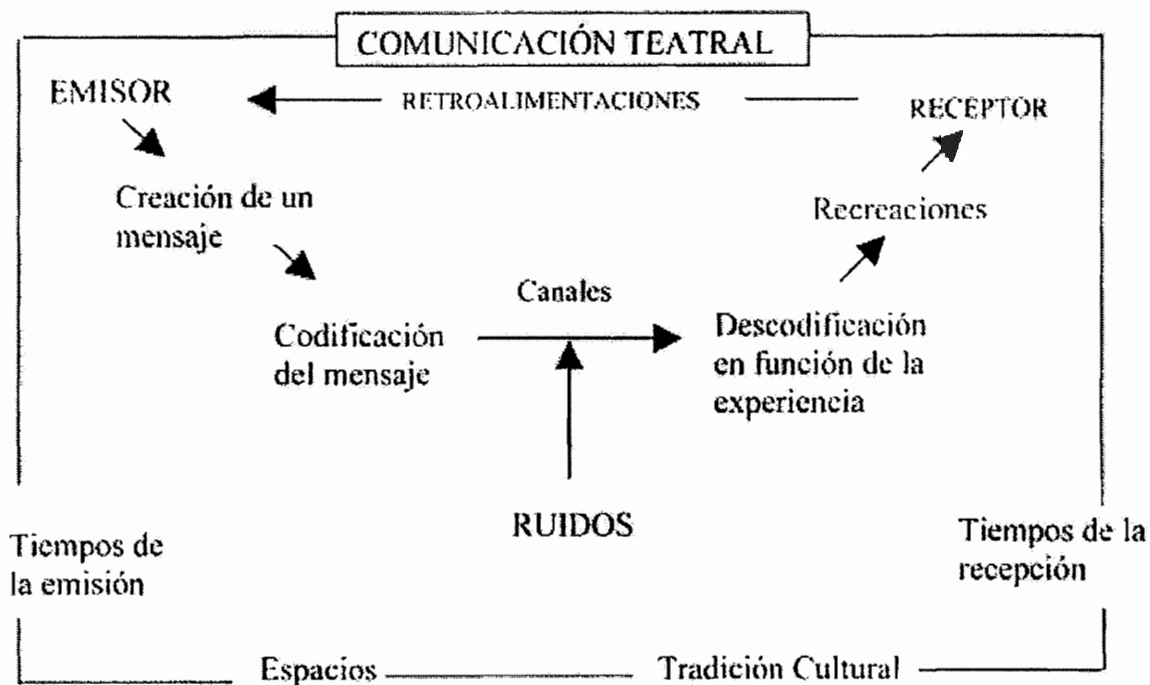 COMUNICACIÓN TEATRAL
EMISOR
RETROALIMENTACIONES
RECEPTOR
Creación de un
mensaje
Recreaciones
Canales
Codificación
del mensaje
Descodificación
en función de la
experiencia
RUIDOS
Tiempos de
la emisión
Tiempos de la
recepción
Espacios
Tradición Cultural